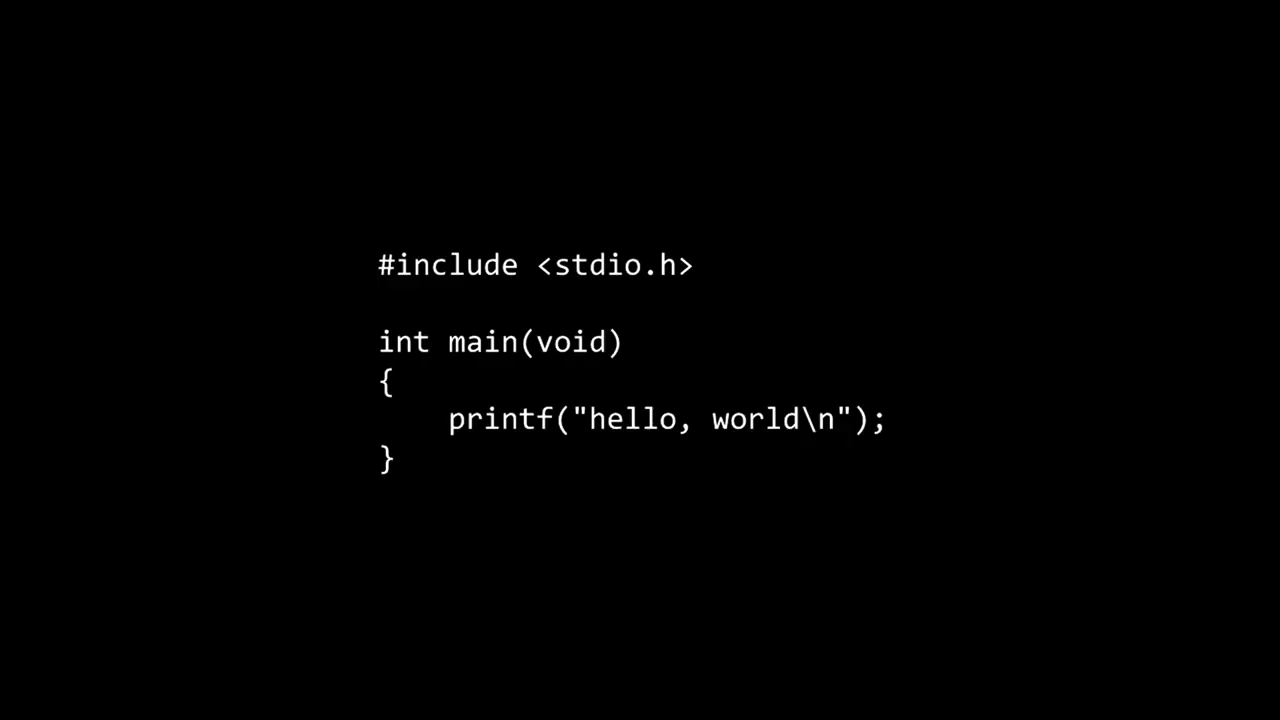 #include <stdio.h>
int main(void)
{
    printf("hello, world\n");
}